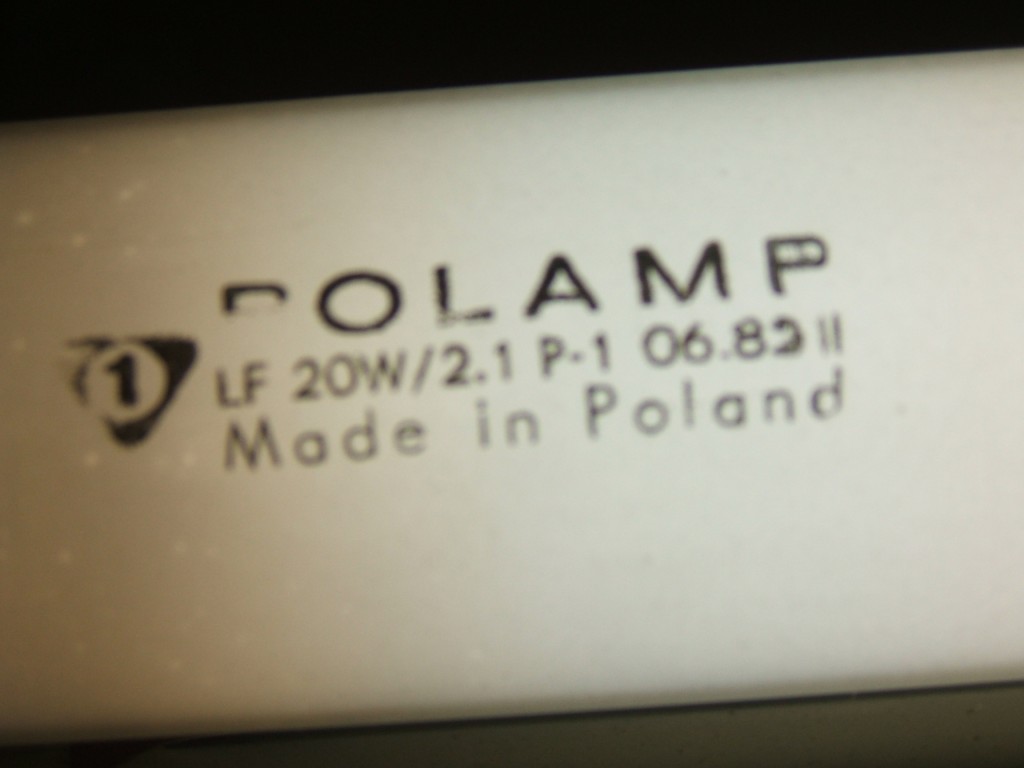 POLAMP
1 LF 20W/2.1 P-1 06.82 II
Made in Poland